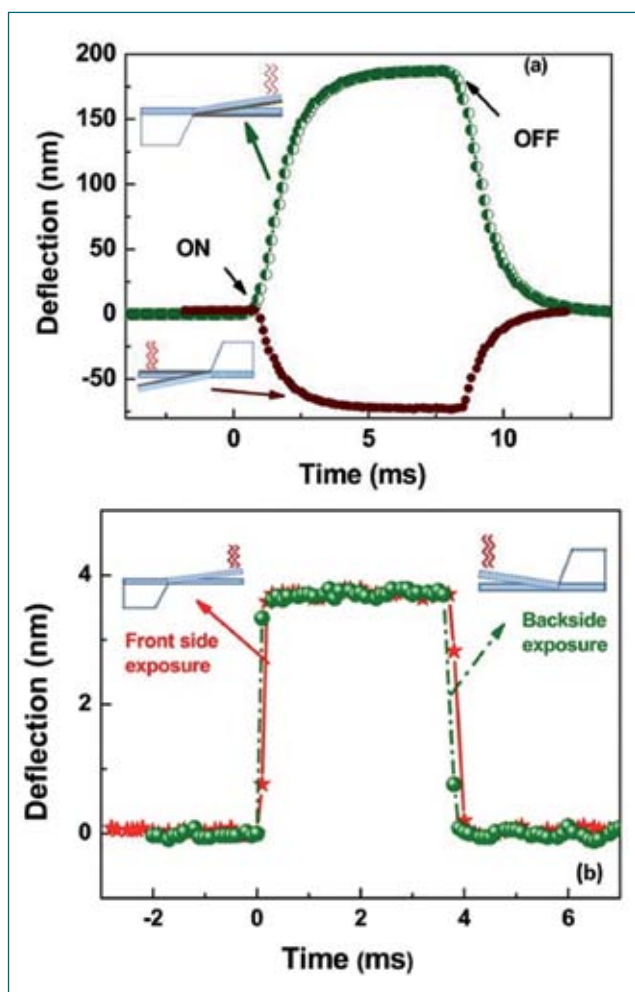 200
(a)
150
100
50
0
-50
Deflection (nm)
OFF
ON
0
5
10
Time (ms)
4
2
0
Deflection (nm)
Front side
exposure
Backside
exposure
(b)
-2
0
2
4
6
Time (ms)